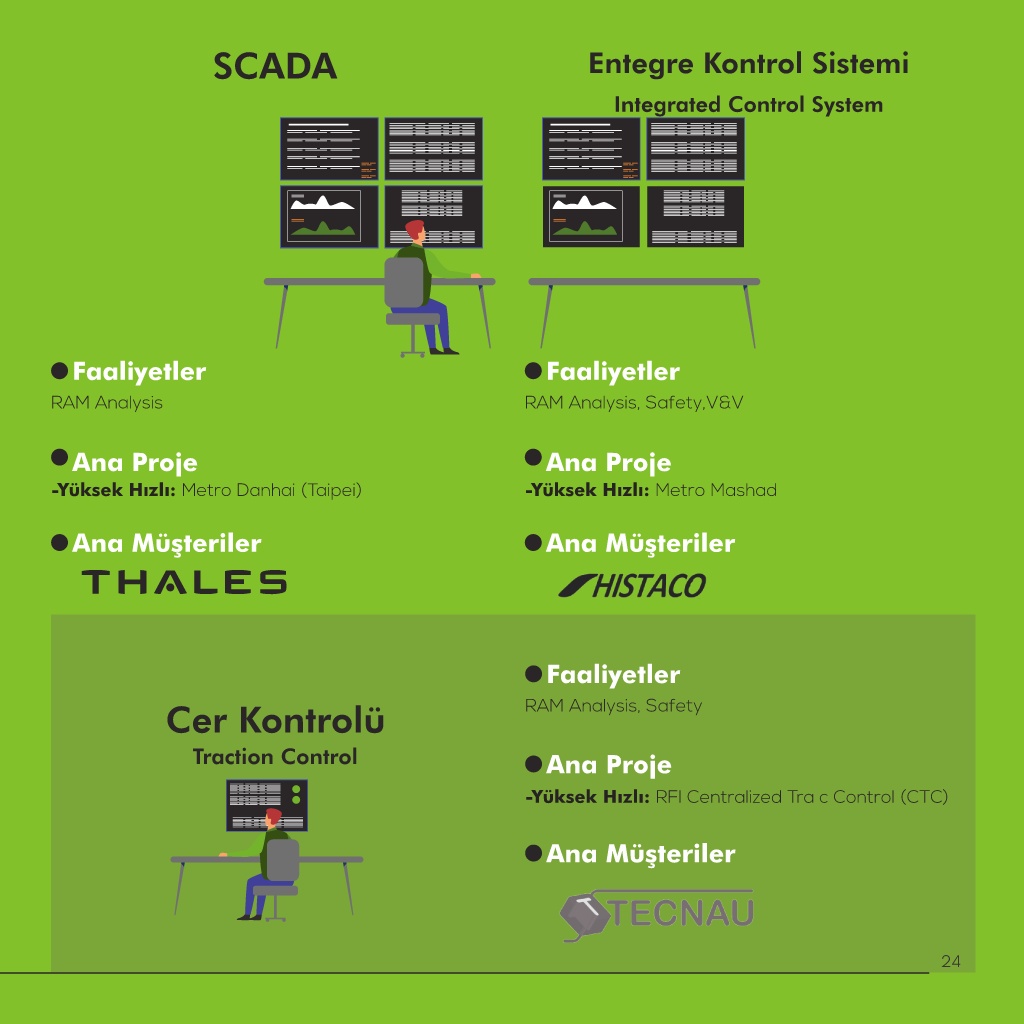 SCADA
Faaliyetler
RAM Analysis
Ana Proje
-Yüksek Hızlı: Metro Danhai (Taipei)
Ana Müşteriler
THALES
Entegre Kontrol Sistemi
Integrated Control System
Faaliyetler
RAM Analysis, Safety,V&V
Ana Proje
-Yüksek Hızlı: Metro Mashad
Ana Müşteriler
HISTACO
Cer Kontrolü
Traction Control
Faaliyetler
RAM Analysis, Safety
Ana Proje
-Yüksek Hızlı: RFI Centralized Tra c Control (CTC)
Ana Müşteriler
T TECNAU
24